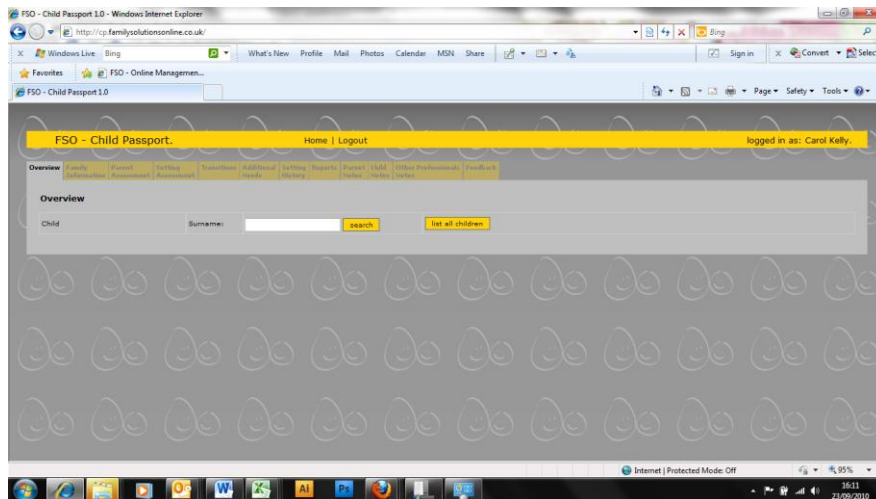 FSO - Child Passport 1.0 - Windows Internet Explorer
http://cp.familysolutionsonline.co.uk/
Bing
X Windows Live Bing What's New Profile Mail Photos Calendar MSN Share Sign in x Convert Selec
Favorites FSO - Online Managemen...
FSO - Child Passport 1.0 Page Safety Tools
FSO - Child Passport. Home | Logout logged in as: Carol Kelly.
Overview Family Information Parent Assessment Setting Assessment Transitions Additional Needs Setting History Reports Parent Notes Child Notes Other Professionals Notes Feedback
Overview
Child Surname: search list all children
Internet | Protected Mode: Off 95%
W Ai Ps
16:11
23/09/2010